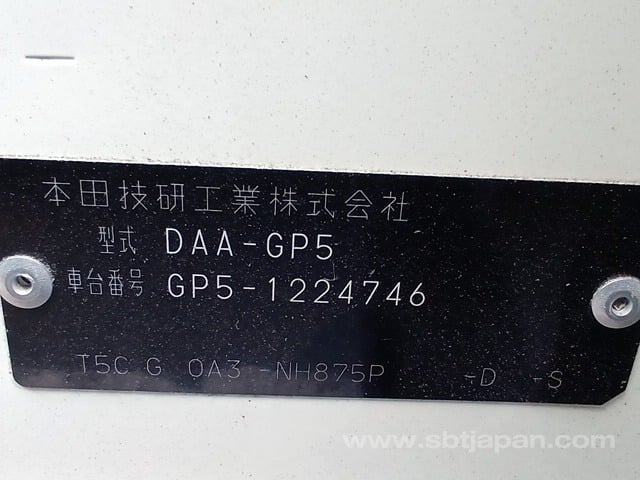 本田技研工業株式会社
型式 DAA-GP5
車台番号 GP5-1224746
T5C G 0A3 -NH875P -D -S
www.sbtjapan.com